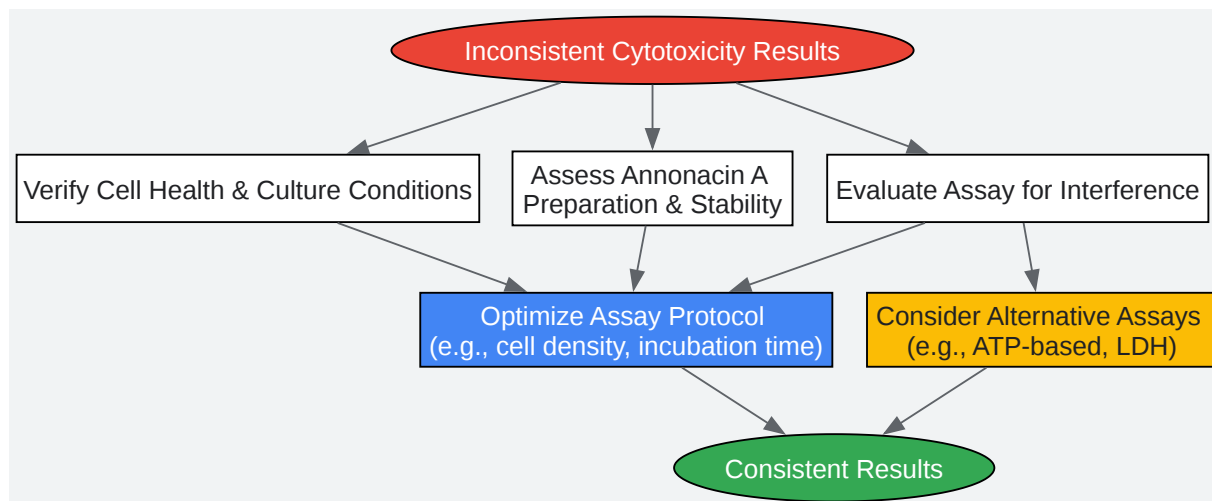 Inconsistent Cytotoxicity Results
Verify Cell Health & Culture Conditions
Assess Annonacin A
Preparation & Stability
Evaluate Assay for Interference
Optimize Assay Protocol
(e.g., cell density, incubation time)
Consider Alternative Assays
(e.g., ATP-based, LDH)
Consistent Results